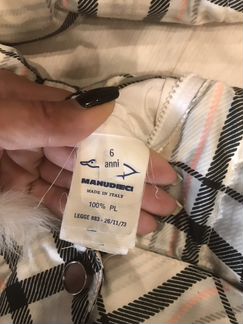 6
anni
MANUDIECI
MADE IN ITALY
100% PL
LEGGE 883 - 26/11/73